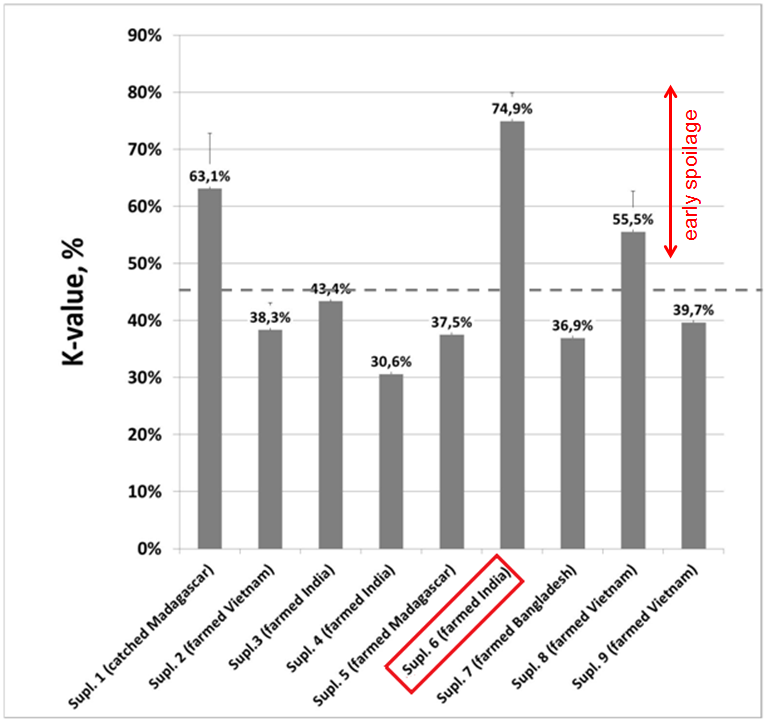 90%
80%
70%
60%
50%
40%
30%
20%
10%
0%
K-value, %
63,1%
38,3%
43,4%
30,6%
37,5%
74,9%
36,9%
55,5%
39,7%
early spoilage
Supl. 1 (catched Madagascar)
Supl. 2 (farmed Vietnam)
Supl.3 (farmed India)
Supl. 4 (farmed India)
Supl. 5 (farmed Madagascar)
Supl. 6 (farmed India)
Supl. 7 (farmed Bangladesh)
Supl. 8 (farmed Vietnam)
Supl. 9 (farmed Vietnam)